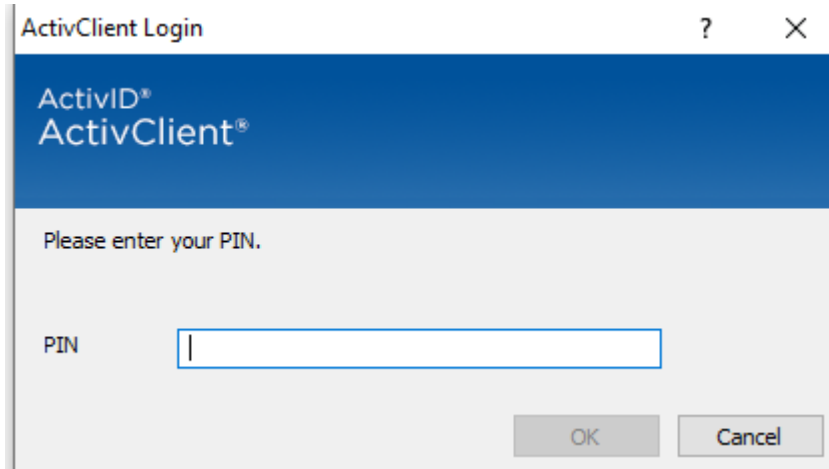 ActivClient Login ? ✕
ActivID®
ActivClient®
Please enter your PIN.
PIN
OK Cancel